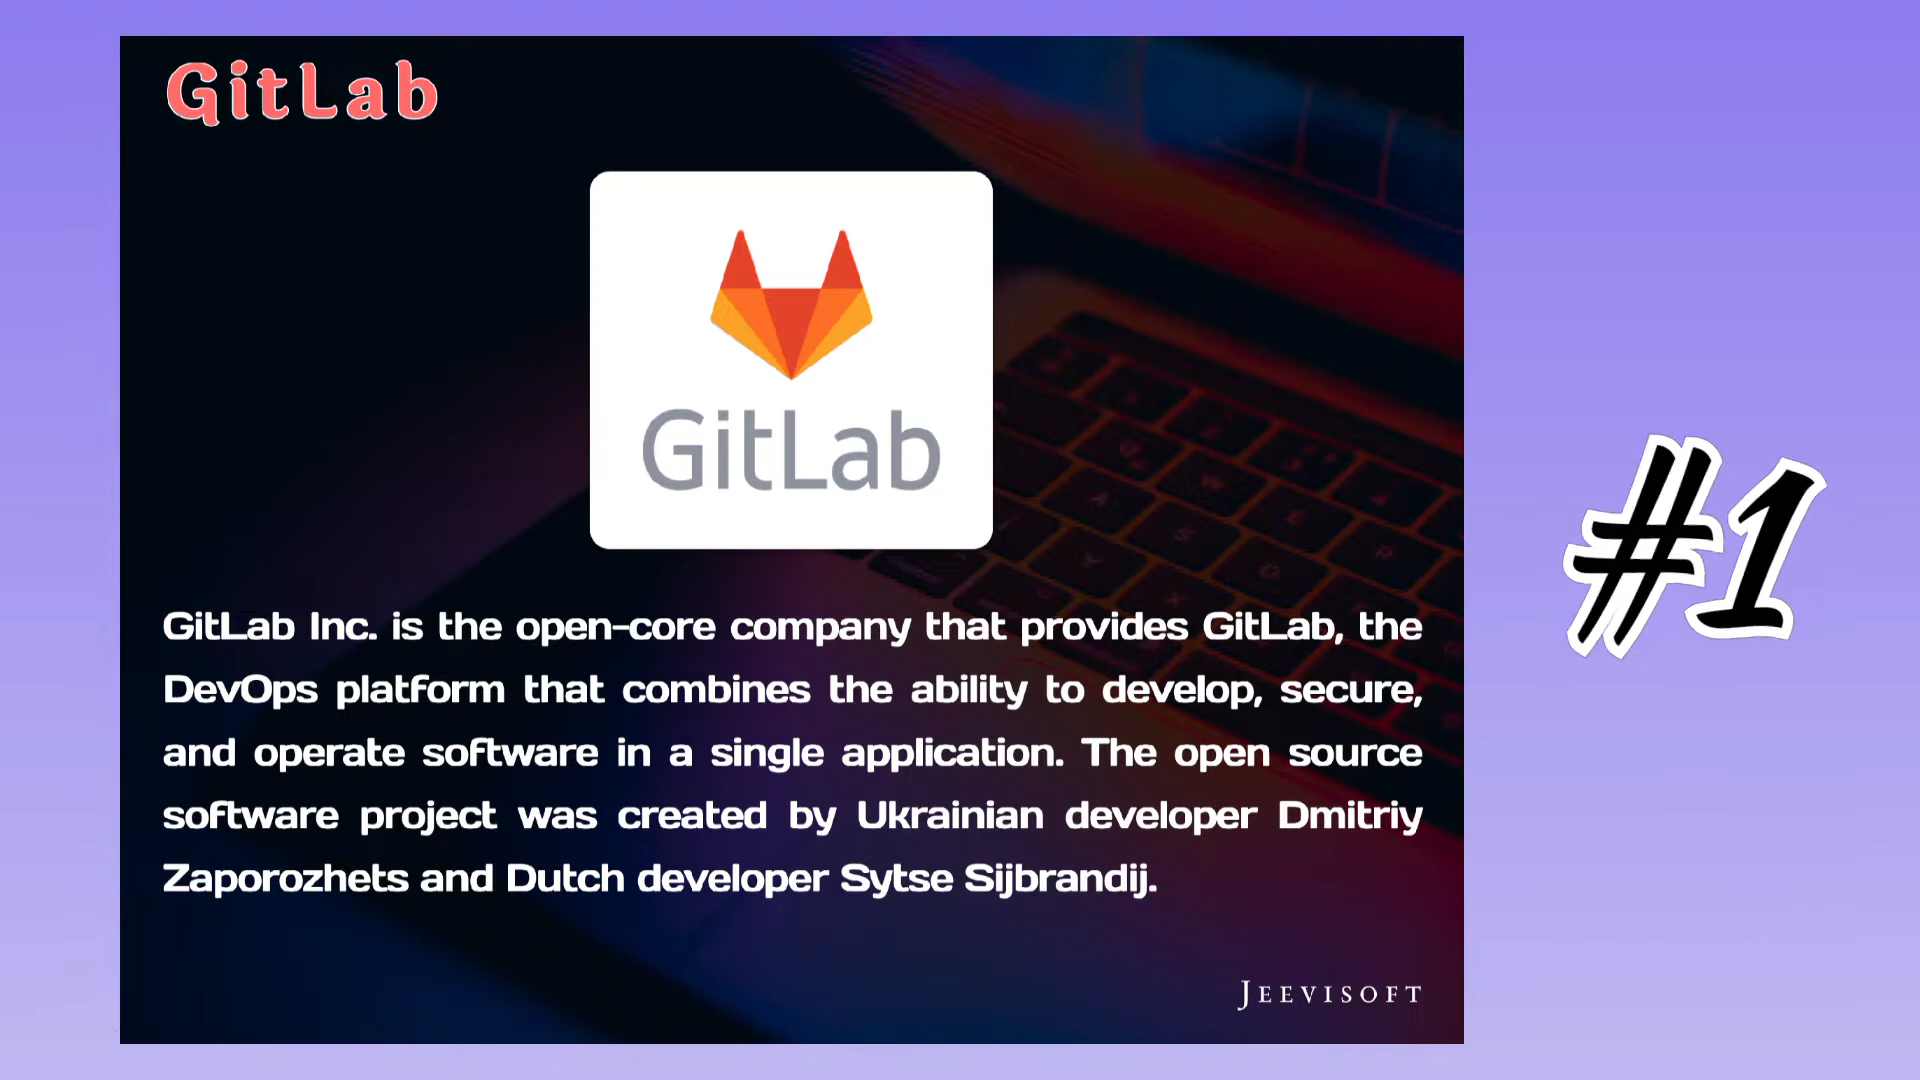 GitLab
GitLab
GitLab Inc. is the open-core company that provides GitLab, the
DevOps platform that combines the ability to develop, secure,
and operate software in a single application. The open source
software project was created by Ukrainian developer Dmitriy
Zaporozhets and Dutch developer Sytse Sijbrandij.
#1
JEEVISOFT